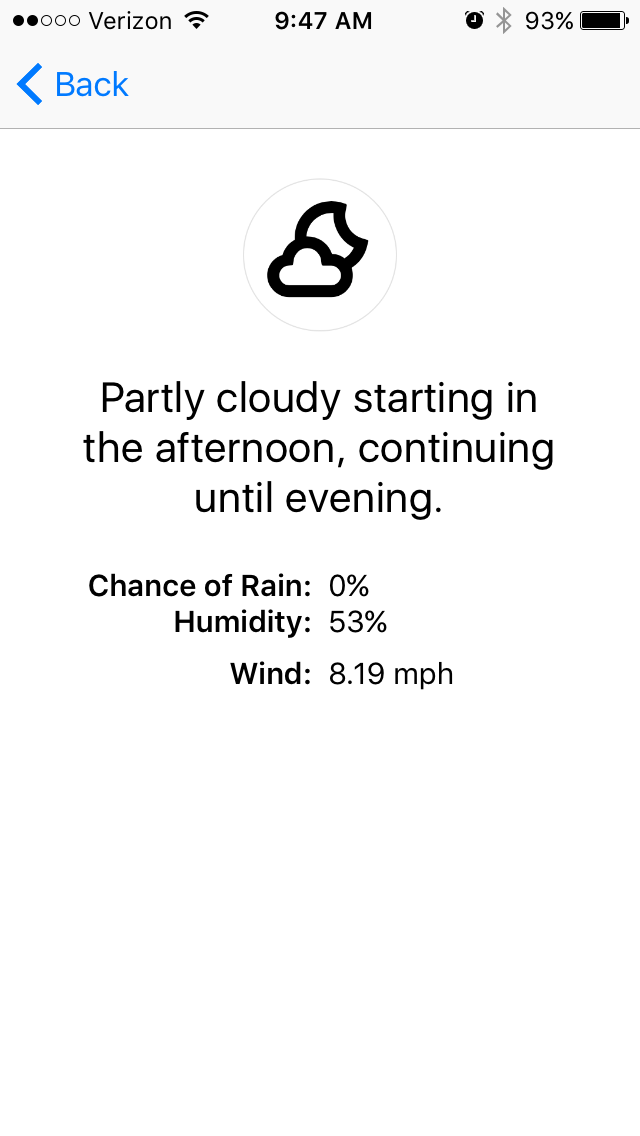 Verizon 9:47 AM 93%
Back
Partly cloudy starting in
the afternoon, continuing
until evening.
Chance of Rain: 0%
Humidity: 53%
Wind: 8.19 mph